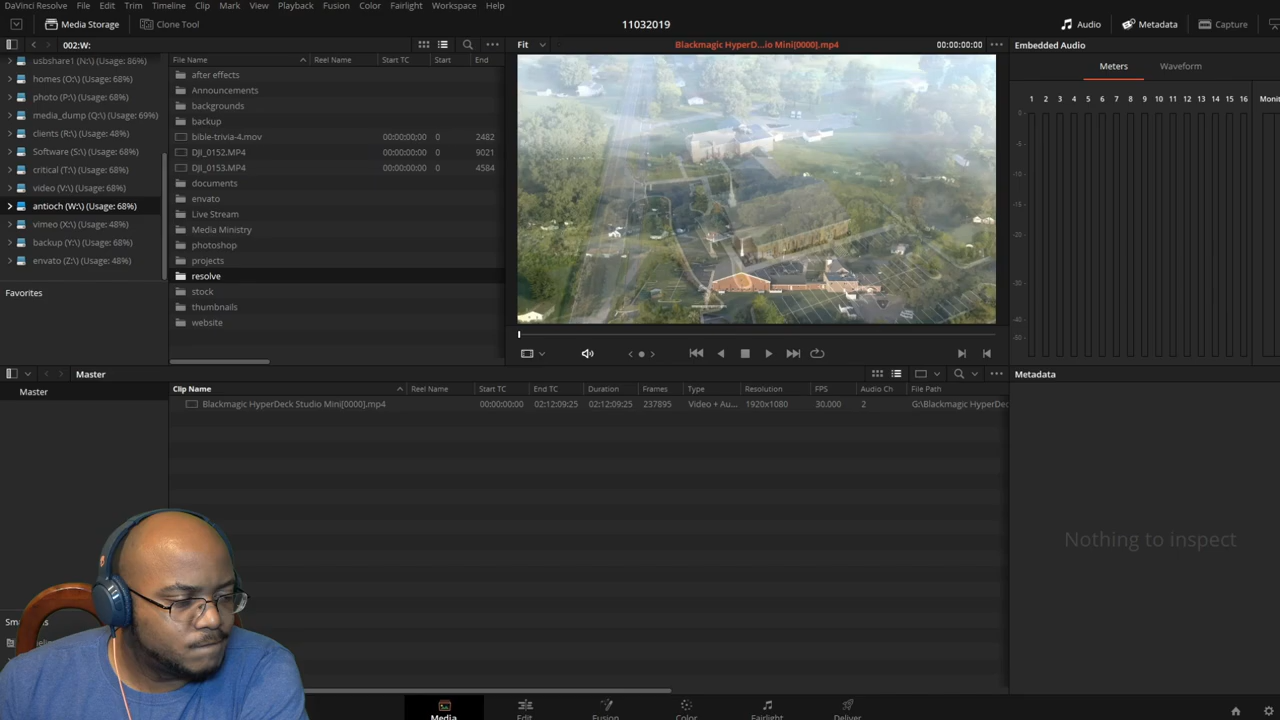 DaVinci Resolve File Edit Trim Timeline Clip Mark View Playback Fusion Color Fairlight Workspace Help
Media Storage Clone Tool 11032019 Audio Metadata Capture
002:W:
usbshare1 (N:\) (Usage: 86%)
homes (O:\) (Usage: 68%)
photo (P:\) (Usage: 68%)
media_dump (Q:\) (Usage: 69%)
clients (R:\) (Usage: 48%)
Software (S:\) (Usage: 68%)
critical (T:\) (Usage: 68%)
video (V:\) (Usage: 68%)
antioch (W:\) (Usage: 68%)
vimeo (X:\) (Usage: 48%)
backup (Y:\) (Usage: 68%)
envato (Z:\) (Usage: 48%)
Favorites
File Name Reel Name Start TC Start End
after effects
Announcements
backgrounds
backup
bible-trivia-4.mov 00:00:00:00 0 2482
DJI_0152.MP4 00:00:00:00 0 9021
DJI_0153.MP4 00:00:00:00 0 4584
documents
envato
Live Stream
Media Ministry
photoshop
projects
resolve
stock
thumbnails
website
Fit Blackmagic HyperD...io Mini[0000].mp4 00:00:00:00
Embedded Audio
Meters Waveform
1 2 3 4 5 6 7 8 9 10 11 12 13 14 15 16 Monit
0
-5
-10
-15
-20
-30
-40
Master
Master
Clip Name Reel Name Start TC End TC Duration Frames Type Resolution FPS Audio Ch File Path
Blackmagic HyperDeck Studio Mini[0000].mp4 00:00:00:00 02:12:09:25 02:12:09:25 237895 Video + Au... 1920x1080 30.000 2 G:\Blackmagic HyperDec
Metadata
Nothing to inspect
Media Edit Fusion Color Fairlight Deliver